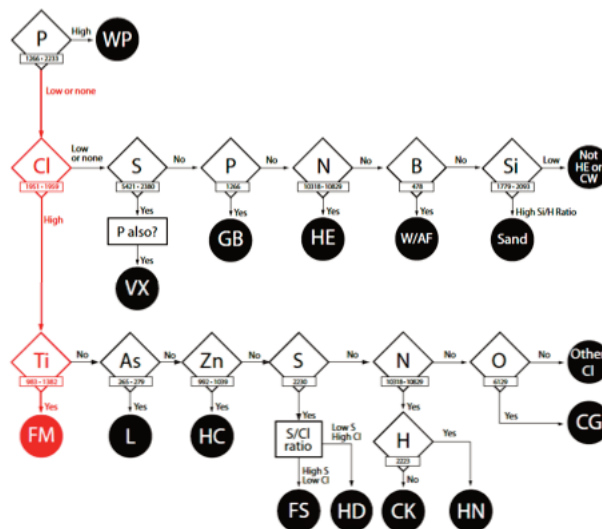 P
High
WP
1266 - 2233
Low or none
Cl
1951 - 1959
Low
or none
S
5421 - 2380
No
P
1266
No
N
10318 - 10829
No
B
478
No
Si
1779 - 2093
Low
Not
HE or
CW
High
Yes
P also?
Yes
VX
Yes
GB
Yes
HE
Yes
W/AF
High Si/H Ratio
Sand
Ti
983 - 1382
No
As
265 - 279
No
Zn
992 - 1039
No
S
2230
No
N
10318 - 10829
No
O
6129
No
Other
Cl
Yes
FM
Yes
L
Yes
HC
Yes
S/Cl
ratio
Low S
High Cl
Yes
H
2223
Yes
Yes
CG
High S
Low Cl
FS
HD
No
CK
HN